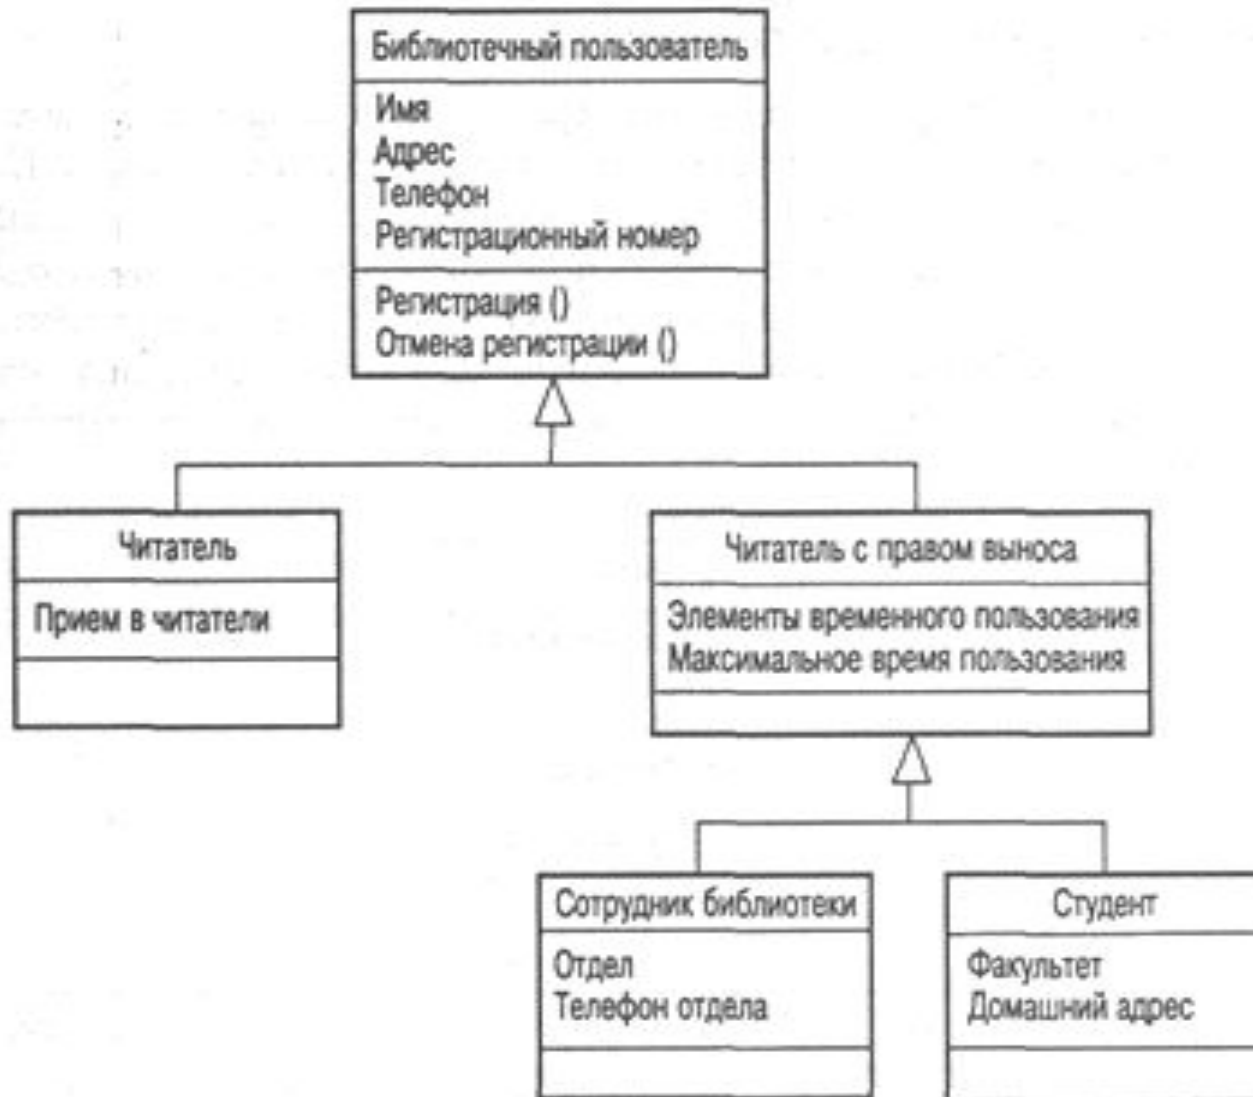 Библиотечный пользователь
Имя
Адрес
Телефон
Регистрационный номер
Регистрация ()
Отмена регистрации ()
Читатель
Прием в читатели
Читатель с правом выноса
Элементы временного пользования
Максимальное время пользования
Сотрудник библиотеки
Отдел
Телефон отдела
Студент
Факультет
Домашний адрес